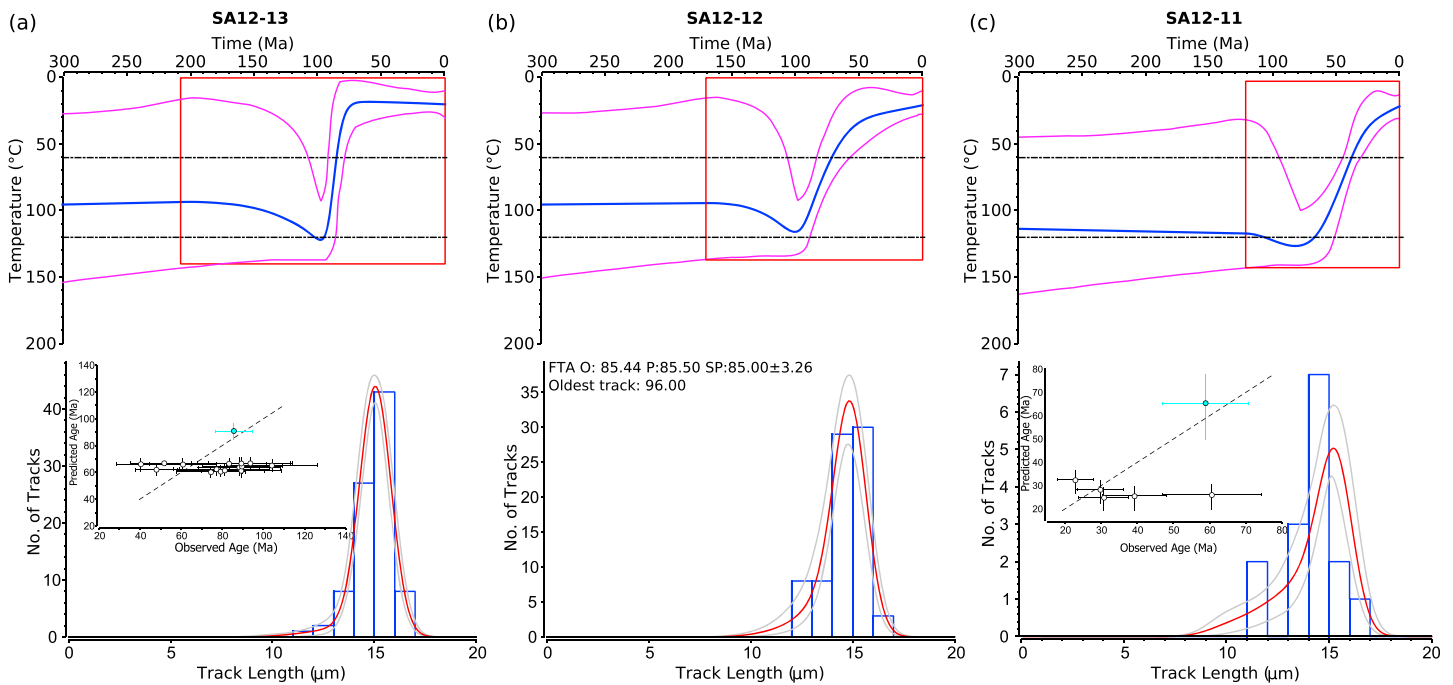 (a) SA12-13
Time (Ma)
300 250 200 150 100 50 0
Temperature (°C)
0
50
100
150
200
No. of Tracks
40
30
20
10
0
Predicted Age (Ma)
140
120
100
80
60
40
20
20 40 60 80 100 120 140
Observed Age (Ma)
0 5 10 15 20
Track Length (μm)
(b) SA12-12
Time (Ma)
300 250 200 150 100 50 0
Temperature (°C)
0
50
100
150
200
FTA O: 85.44 P:85.50 SP:85.00±3.26
Oldest track: 96.00
No. of Tracks
35
30
25
20
15
10
5
0
0 5 10 15 20
Track Length (μm)
(c) SA12-11
Time (Ma)
300 250 200 150 100 50 0
Temperature (°C)
0
50
100
150
200
No. of Tracks
7
6
5
4
3
2
1
0
Predicted Age (Ma)
80
70
60
50
40
30
20
20 30 40 50 60 70 80
Observed Age (Ma)
0 5 10 15 20
Track Length (μm)